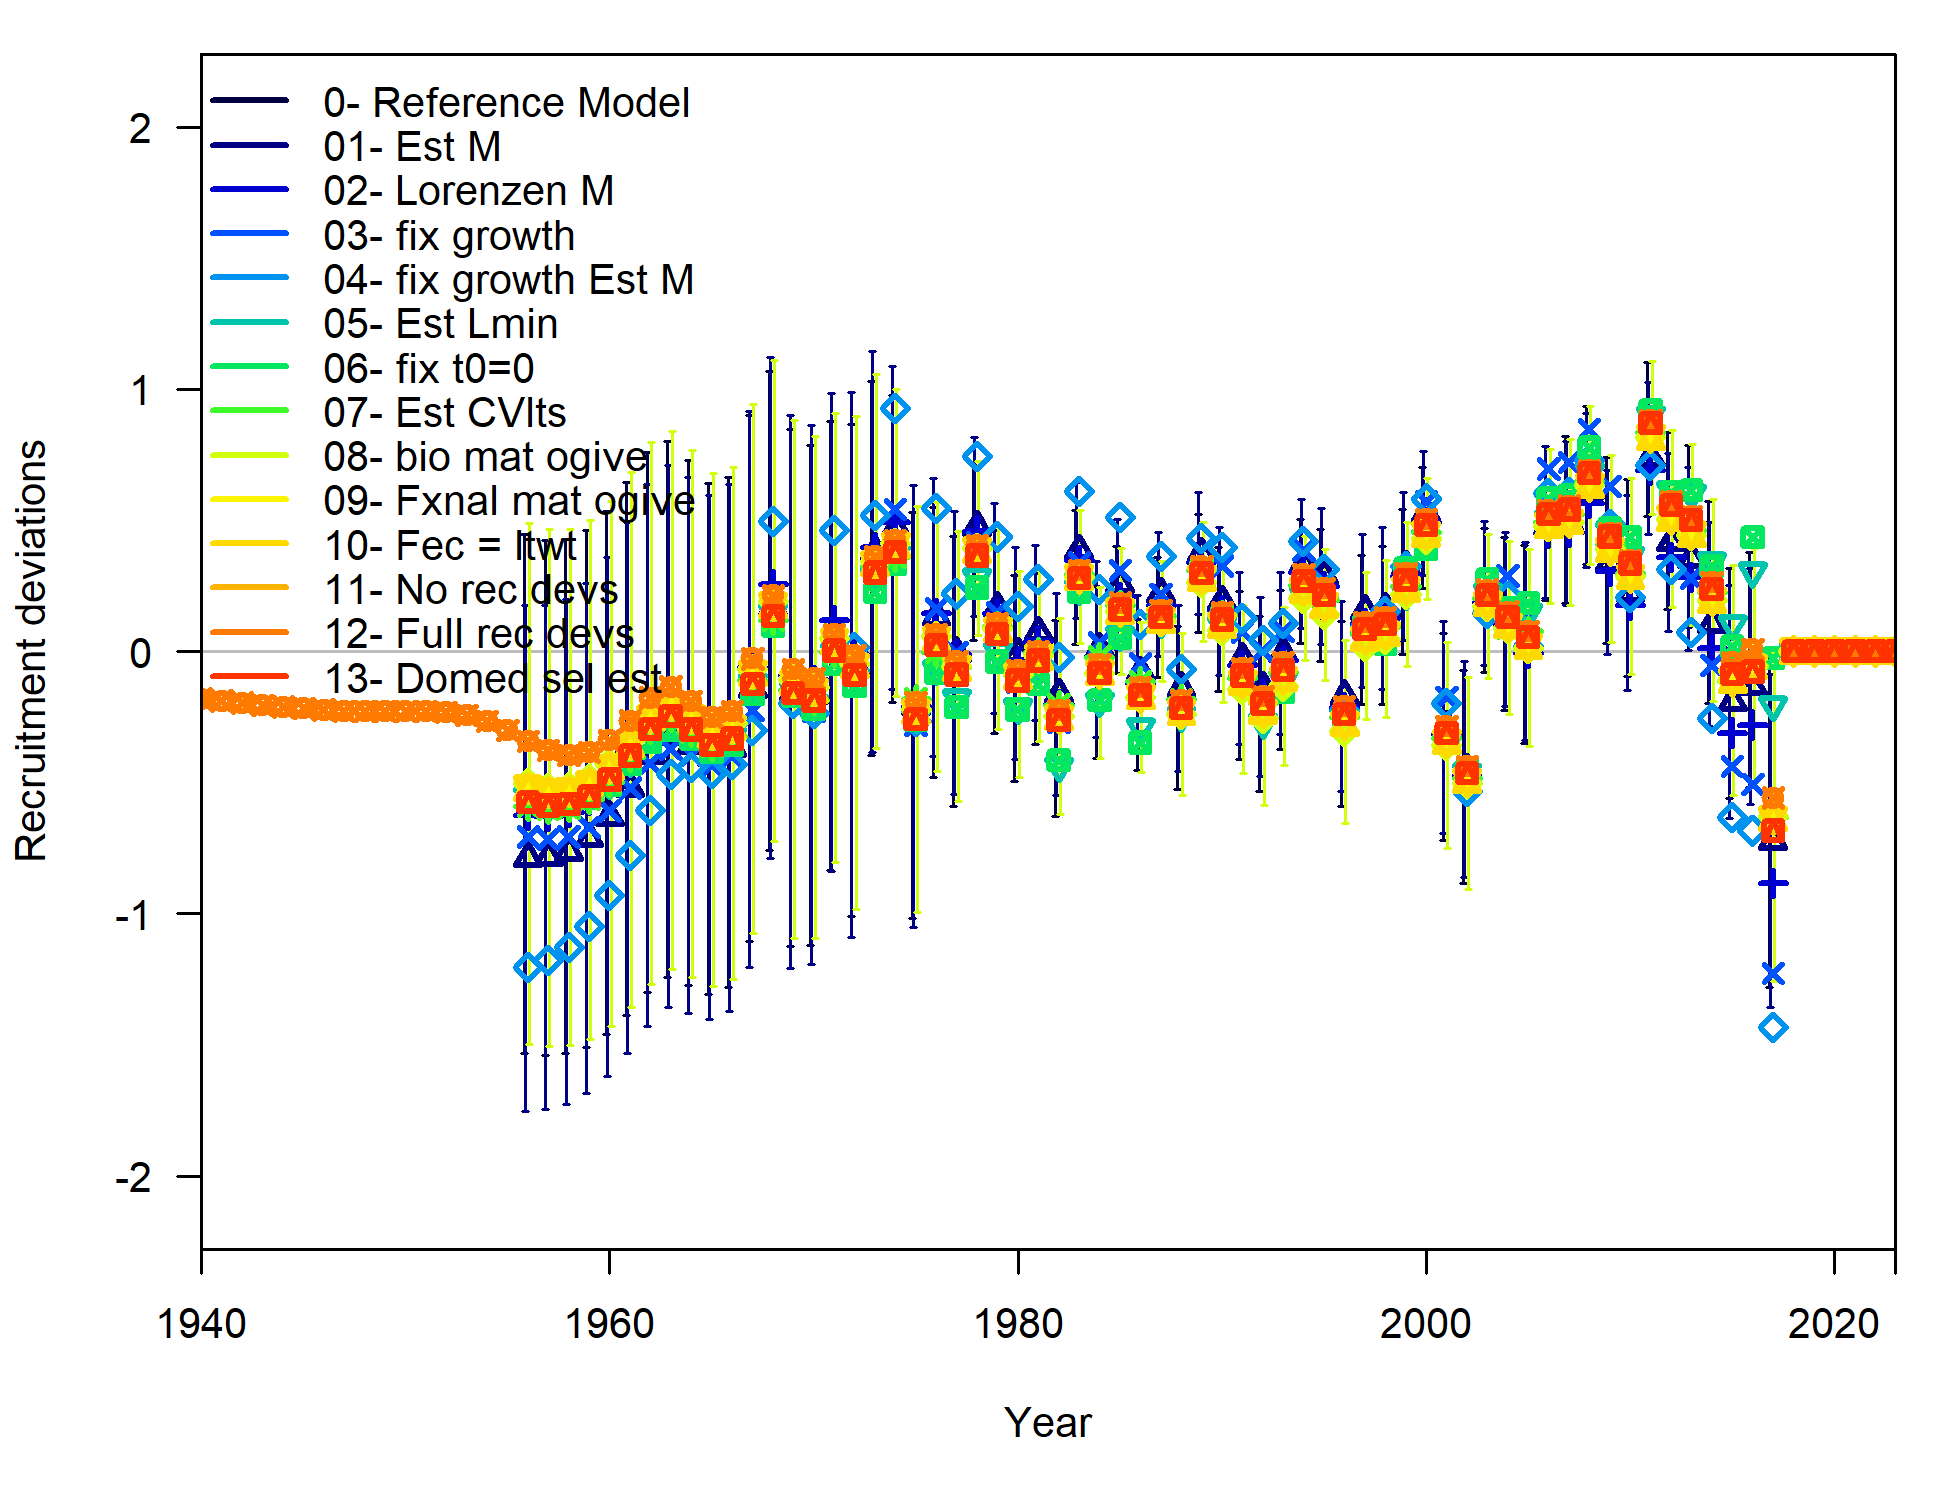 2
1
0
-1
-2
Recruitment deviations
0- Reference Model
01- Est M
02- Lorenzen M
03- fix growth
04- fix growth Est M
05- Est Lmin
06- fix t0=0
07- Est CVlts
08- bio mat ogive
09- Fxnal mat ogive
10- Fec = ltwt
11- No rec devs
12- Full rec devs
13- Domed sel est
1940
1960
1980
2000
2020
Year